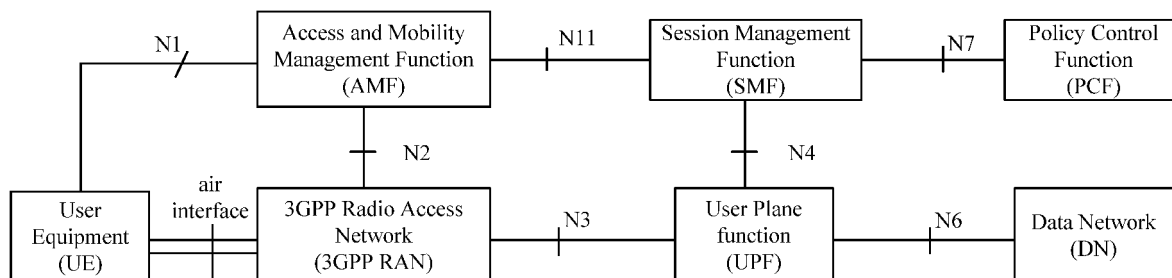 N1
Access and Mobility
Management Function
(AMF)
N11
Session Management
Function
(SMF)
N7
Policy Control
Function
(PCF)
N2
N4
User
Equipment
(UE)
air
interface
3GPP Radio Access
Network
(3GPP RAN)
N3
User Plane
function
(UPF)
N6
Data Network
(DN)